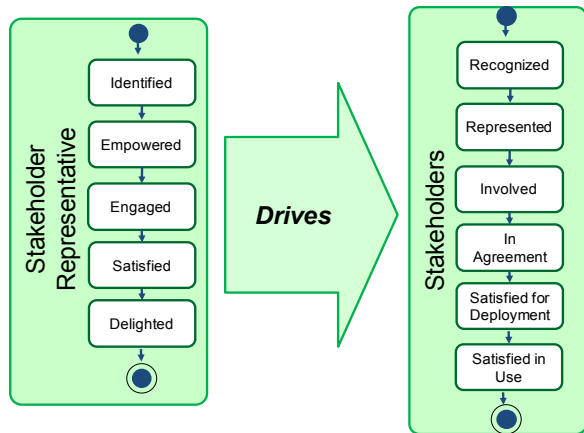 Stakeholder
Representative
Identified
Empowered
Engaged
Satisfied
Delighted
Drives
Stakeholders
Recognized
Represented
Involved
In
Agreement
Satisfied for
Deployment
Satisfied in
Use